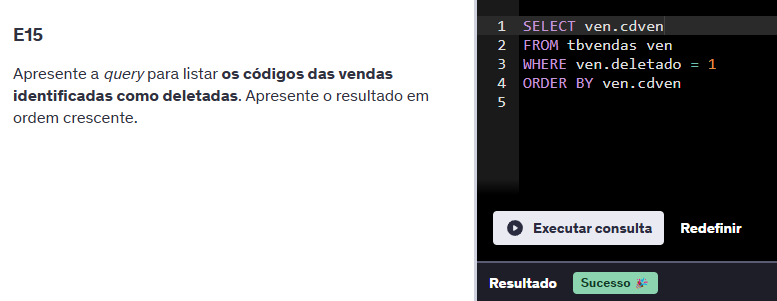 E15
Apresente a query para listar os códigos das vendas
identificadas como deletadas. Apresente o resultado em
ordem crescente.
1 SELECT ven.cdven
2 FROM tbvendas ven
3 WHERE ven.deletado = 1
4 ORDER BY ven.cdven
5
Executar consulta Redefinir
Resultado Sucesso 🎉